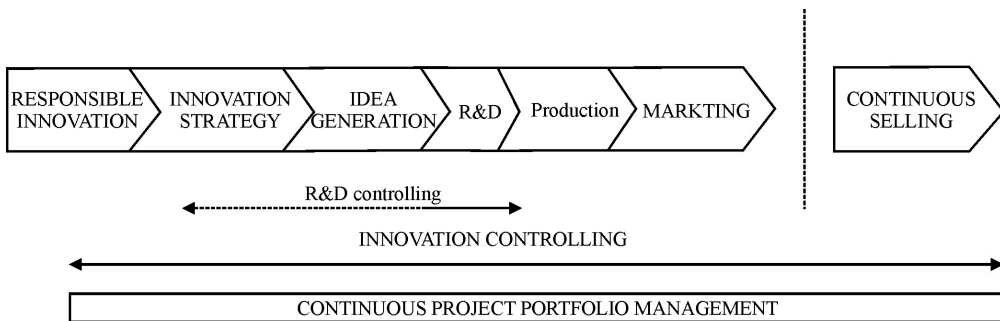 RESPONSIBLE
INNOVATION
INNOVATION
STRATEGY
IDEA
GENERATION
R&D
Production
MARKTING
CONTINUOUS
SELLING
R&D controlling
INNOVATION CONTROLLING
CONTINUOUS PROJECT PORTFOLIO MANAGEMENT